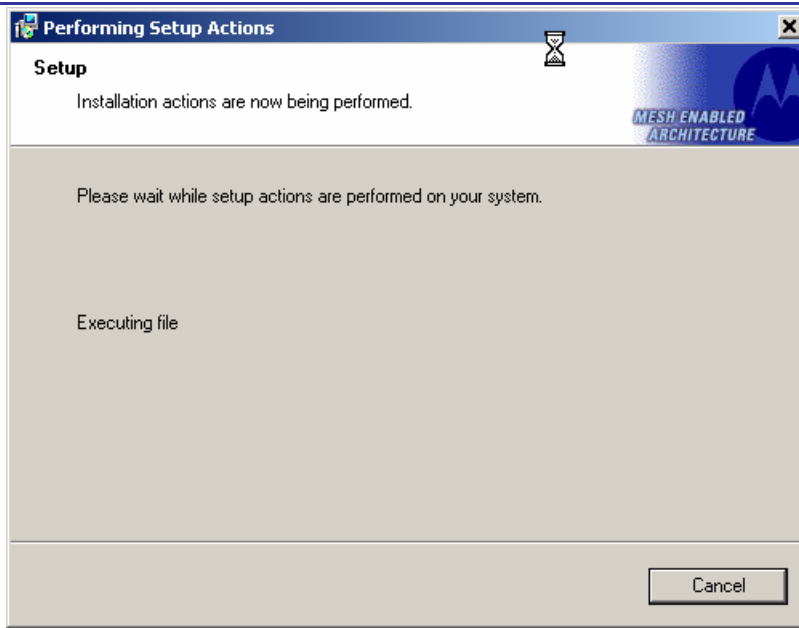 Performing Setup Actions
Setup
Installation actions are now being performed.
MESH ENABLED
ARCHITECTURE
Please wait while setup actions are performed on your system.
Executing file
Cancel